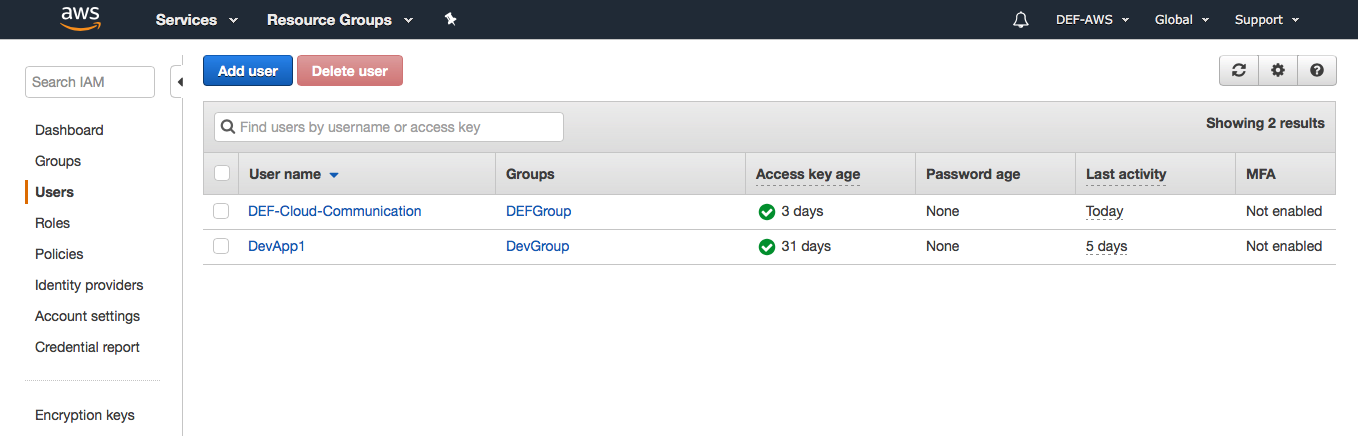 aws Services Resource Groups DEF-AWS Global Support
Search IAM
Dashboard
Groups
Users
Roles
Policies
Identity providers
Account settings
Credential report
Encryption keys
Add user Delete user
Find users by username or access key Showing 2 results
User name Groups Access key age Password age Last activity MFA
DEF-Cloud-Communication DEFGroup 3 days None Today Not enabled
DevApp1 DevGroup 31 days None 5 days Not enabled